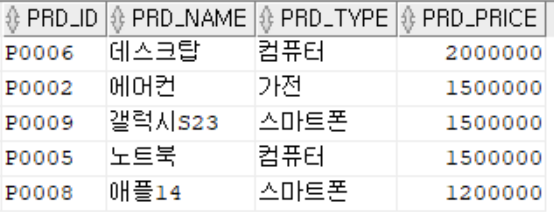 PRD_ID PRD_NAME PRD_TYPE PRD_PRICE
P0006 데스크탑 컴퓨터 2000000
P0002 에어컨 가전 1500000
P0009 갤럭시S23 스마트폰 1500000
P0005 노트북 컴퓨터 1500000
P0008 애플14 스마트폰 1200000